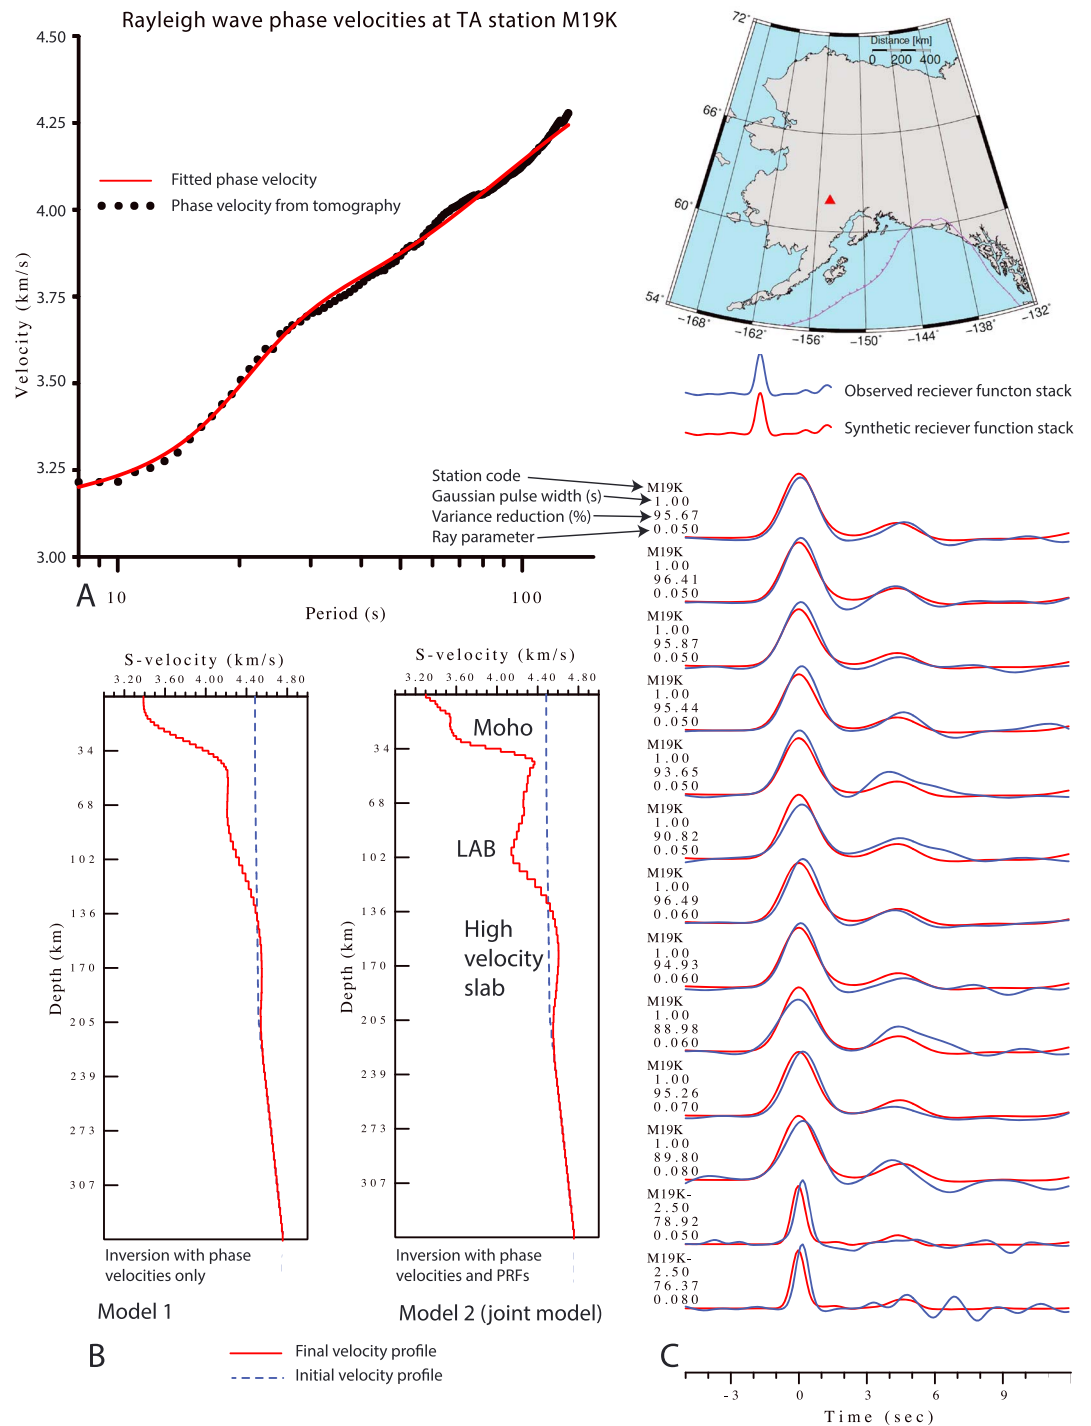 Rayleigh wave phase velocities at TA station M19K
4.50
4.25
4.00
3.75
3.50
3.25
3.00
Velocity (km/s)
Fitted phase velocity
Phase velocity from tomography
A
10
100
Period (s)
72°
66°
60°
54°
Distance [km]
0 200 400
-168°
-162°
-156°
-150°
-144°
-138°
-132°
Observed reciever functon stack
Synthetic reciever function stack
Station code
Gaussian pulse width (s)
Variance reduction (%)
Ray parameter
M19K
1.00
95.67
0.050
M19K
1.00
96.41
0.050
M19K
1.00
95.87
0.050
M19K
1.00
95.44
0.050
M19K
1.00
93.65
0.050
M19K
1.00
90.82
0.050
M19K
1.00
96.49
0.060
M19K
1.00
94.93
0.060
M19K
1.00
88.98
0.060
M19K
1.00
95.26
0.070
M19K
1.00
89.80
0.080
M19K-
2.50
78.92
0.050
M19K-
2.50
76.37
0.080
C
-3 0 3 6 9
Time (sec)
S-velocity (km/s)
3.20 3.60 4.00 4.40 4.80
34
68
102
136
170
205
239
273
307
Depth (km)
Inversion with phase
velocities only
Model 1
S-velocity (km/s)
3.20 3.60 4.00 4.40 4.80
34
68
102
136
170
205
239
273
307
Depth (km)
Moho
LAB
High
velocity
slab
Inversion with phase
velocities and PRFs
Model 2 (joint model)
B
Final velocity profile
Initial velocity profile